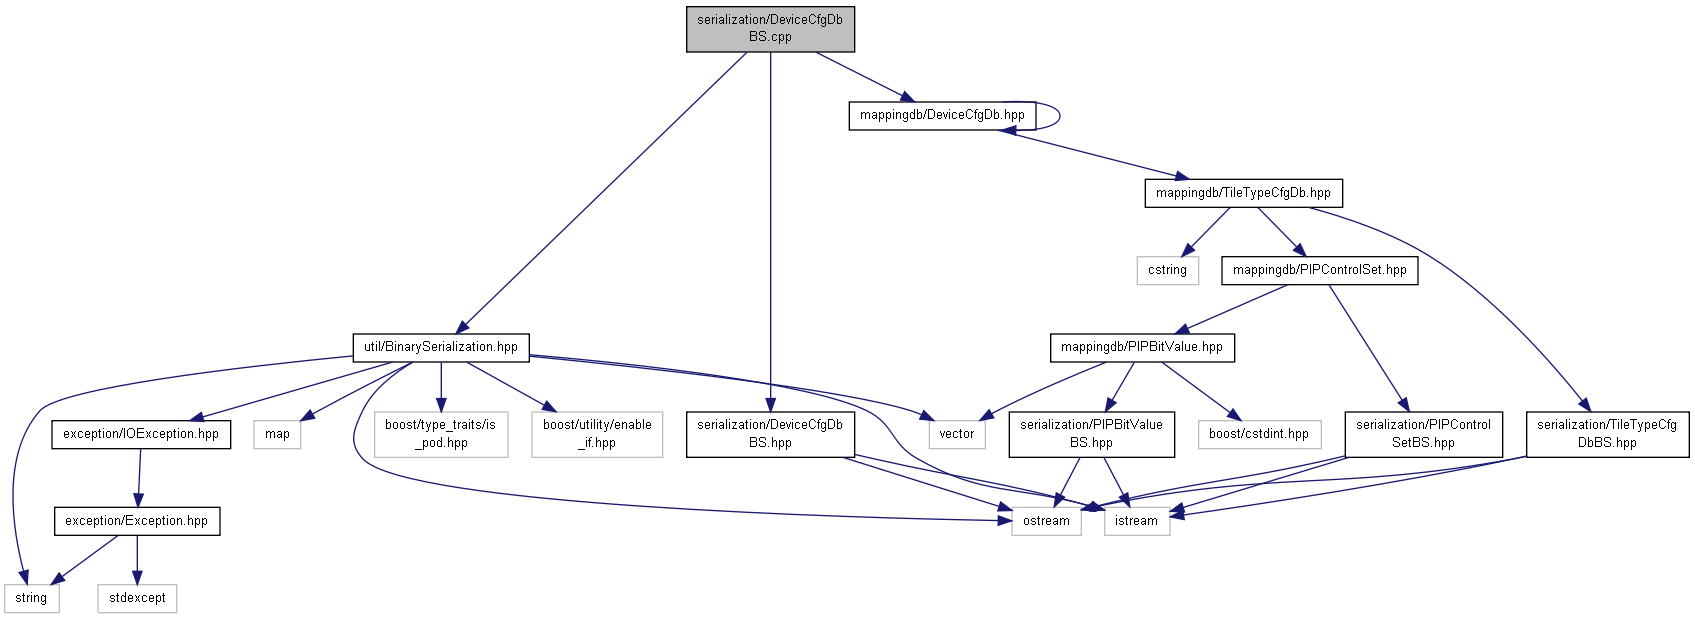 serialization/DeviceCfgDb
BS.cpp
mappingdb/DeviceCfgDb.hpp
mappingdb/TileTypeCfgDb.hpp
cstring
mappingdb/PIPControlSet.hpp
util/BinarySerialization.hpp
mappingdb/PIPBitValue.hpp
exception/IOException.hpp
map
boost/type_traits/is
_pod.hpp
boost/utility/enable
_if.hpp
serialization/DeviceCfgDb
BS.hpp
vector
serialization/PIPBitValue
BS.hpp
boost/cstdint.hpp
serialization/PIPControl
SetBS.hpp
serialization/TileTypeCfg
DbBS.hpp
exception/Exception.hpp
ostream
istream
string
stdexcept